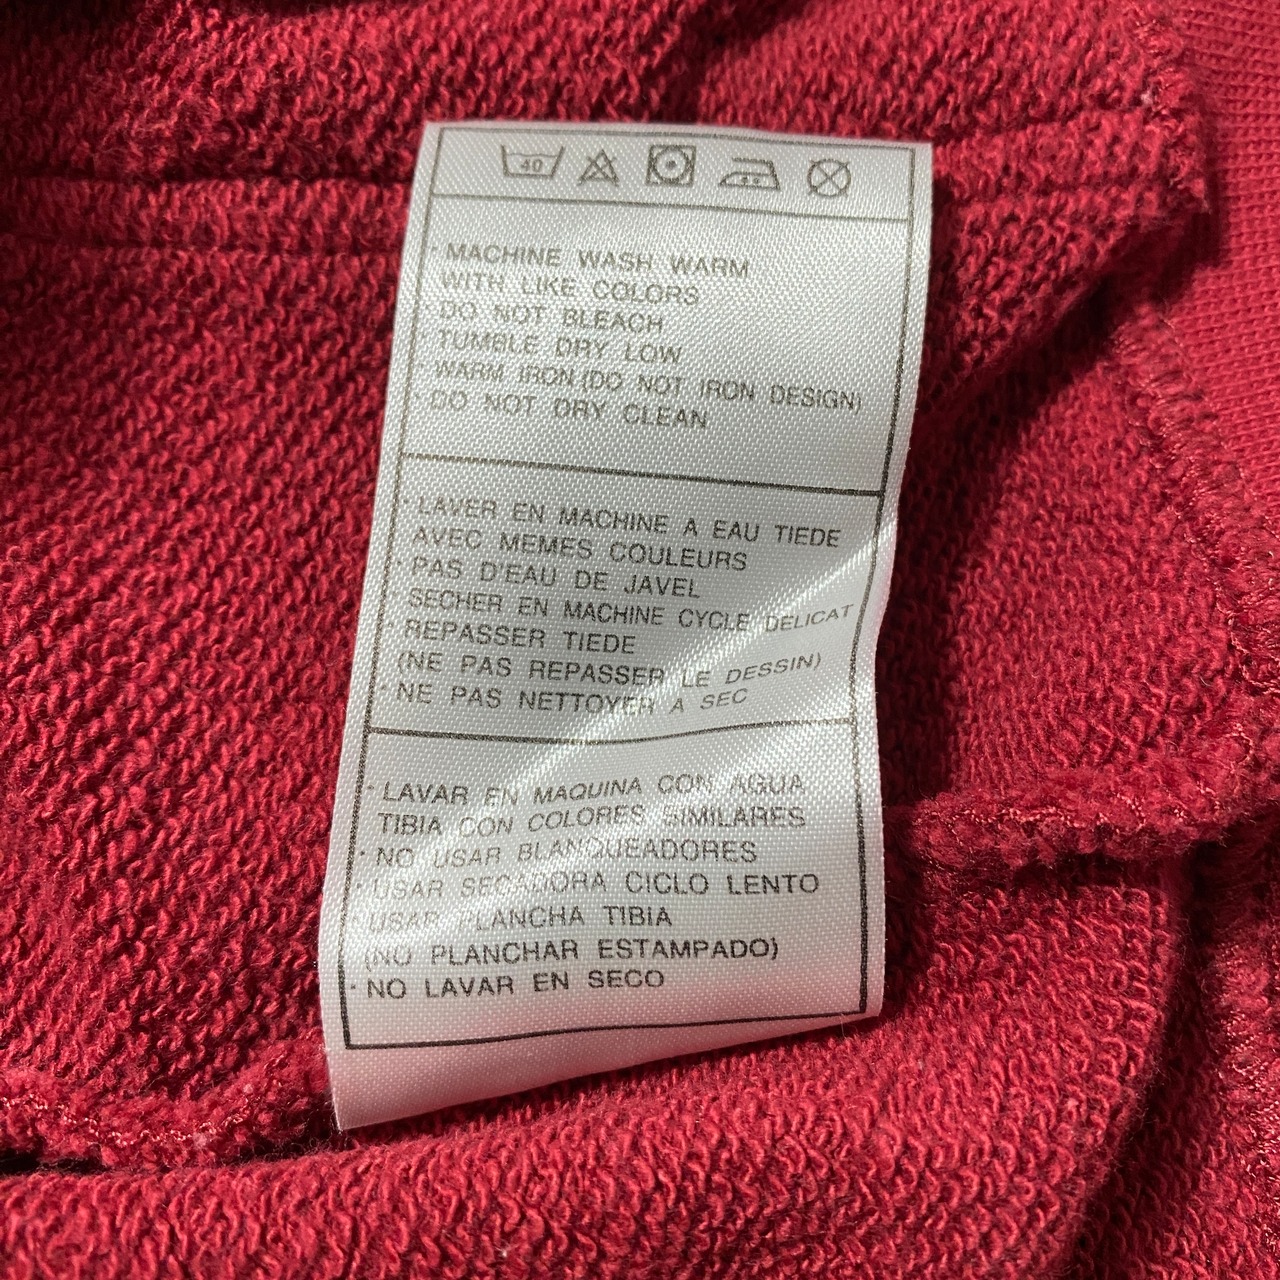 40
· MACHINE WASH WARM
WITH LIKE COLORS
· DO NOT BLEACH
· TUMBLE DRY LOW
· WARM IRON (DO NOT IRON DESIGN)
· DO NOT DRY CLEAN
· LAVER EN MACHINE A EAU TIEDE
AVEC MEMES COULEURS
· PAS D'EAU DE JAVEL
· SECHER EN MACHINE CYCLE DELICAT
· REPASSER TIEDE
(NE PAS REPASSER LE DESSIN)
· NE PAS NETTOYER A SEC
· LAVAR EN MAQUINA CON AGUA
TIBIA CON COLORES SIMILARES
· NO USAR BLANQUEADORES
· USAR SECADORA CICLO LENTO
· USAR PLANCHA TIBIA
(NO PLANCHAR ESTAMPADO)
· NO LAVAR EN SECO